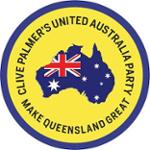 CLIVE PALMER'S UNITED AUSTRALIA PARTY
MAKE QUEENSLAND GREAT